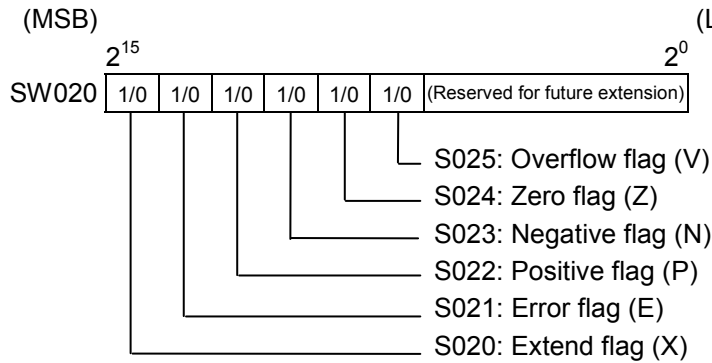 (MSB) (L
2^15 2^0
SW020 1/0 1/0 1/0 1/0 1/0 1/0 (Reserved for future extension)
S025: Overflow flag (V)
S024: Zero flag (Z)
S023: Negative flag (N)
S022: Positive flag (P)
S021: Error flag (E)
S020: Extend flag (X)